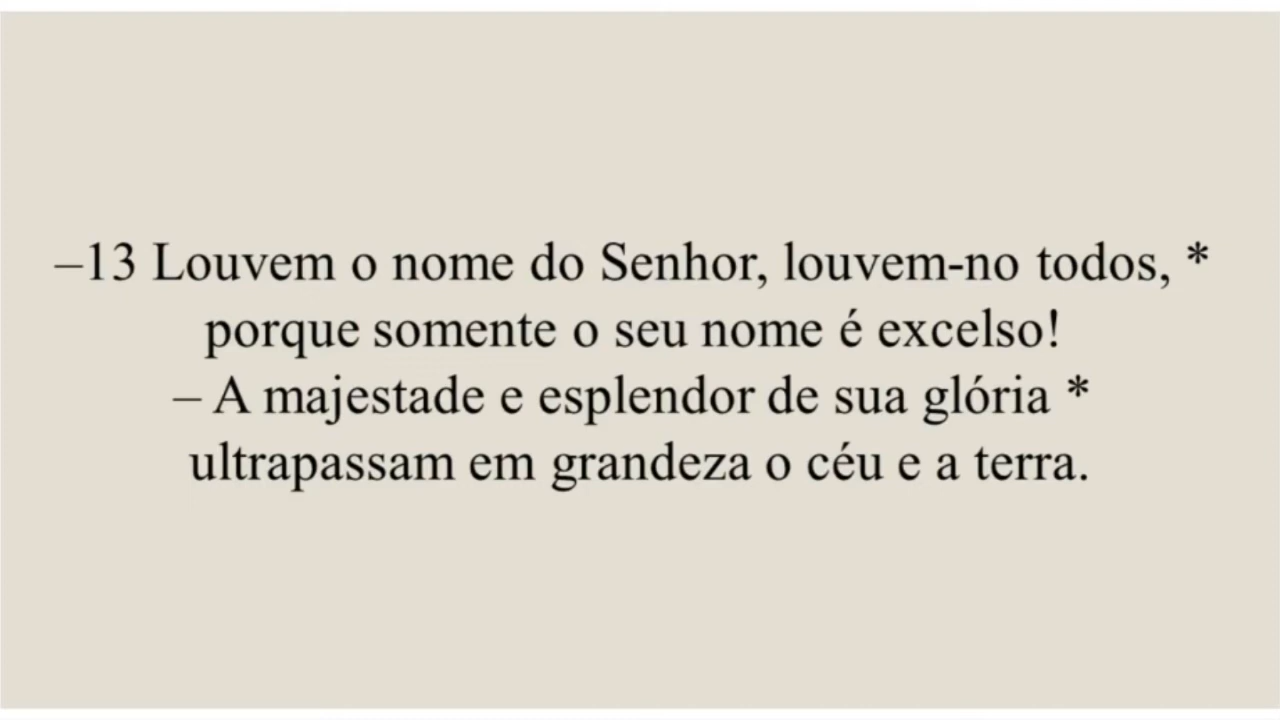 –13 Louvem o nome do Senhor, louvem-no todos, *
porque somente o seu nome é excelso!
– A majestade e esplendor de sua glória *
ultrapassam em grandeza o céu e a terra.